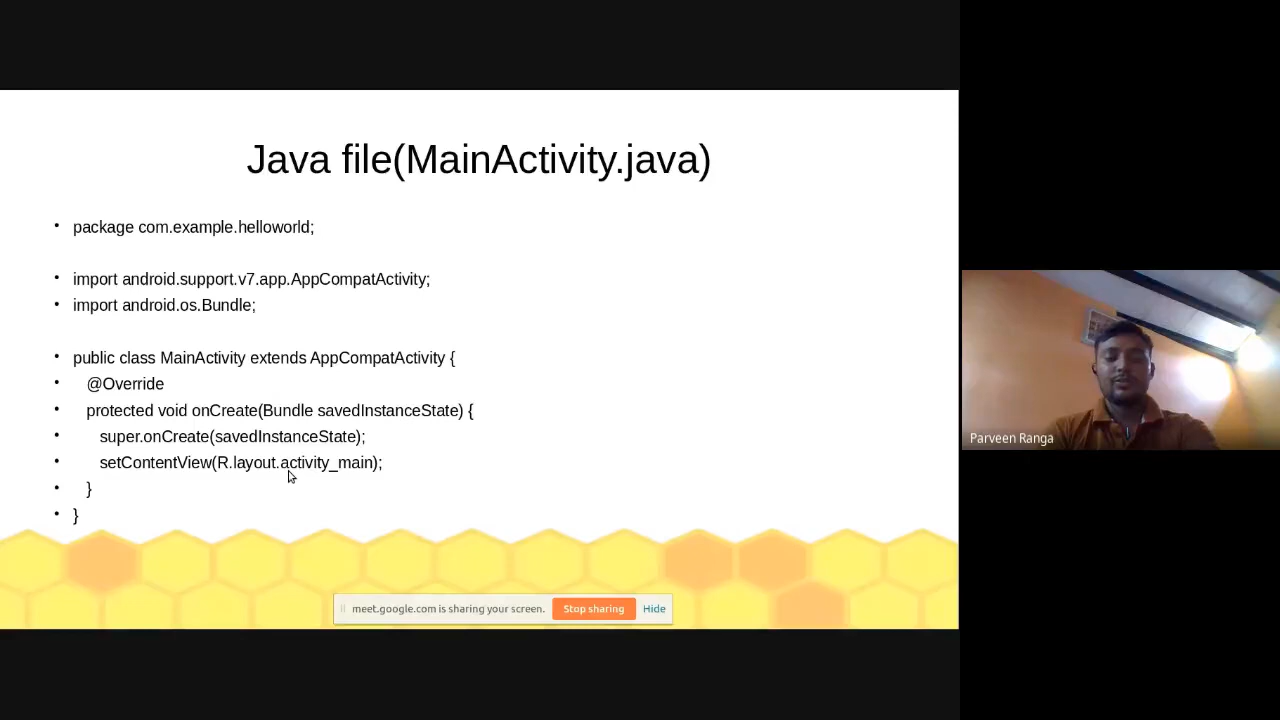 Java file(MainActivity.java)
• package com.example.helloworld;
• import android.support.v7.app.AppCompatActivity;
• import android.os.Bundle;
• public class MainActivity extends AppCompatActivity {
• @Override
• protected void onCreate(Bundle savedInstanceState) {
• super.onCreate(savedInstanceState);
• setContentView(R.layout.activity_main);
• }
• }
meet.google.com is sharing your screen. Stop sharing Hide
Parveen Ranga